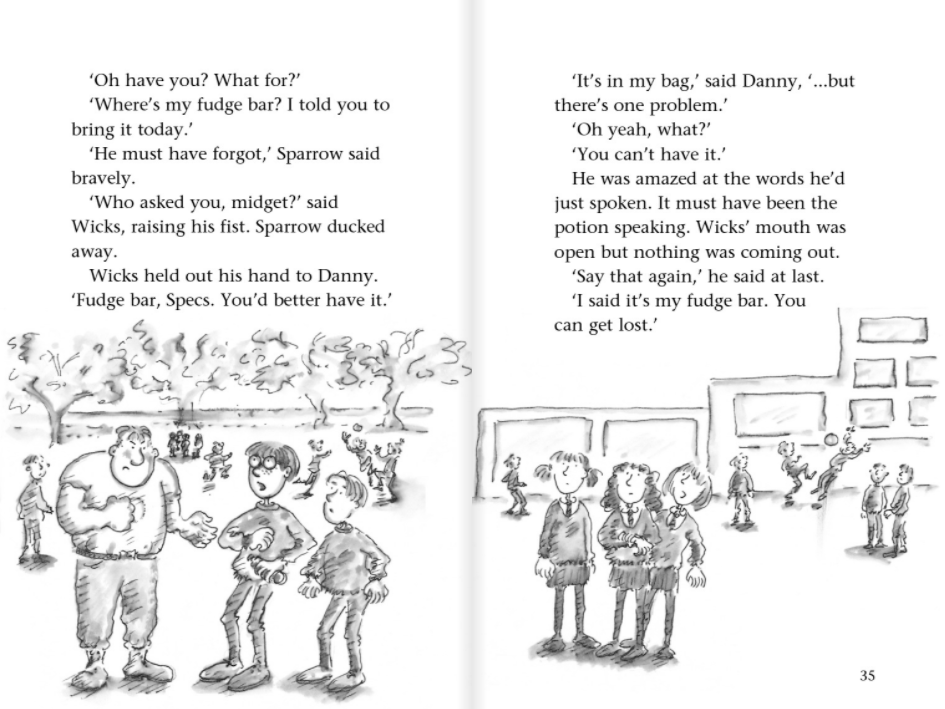 ‘Oh have you? What for?’
‘Where’s my fudge bar? I told you to
bring it today.’
‘He must have forgot,’ Sparrow said
bravely.
‘Who asked you, midget?’ said
Wicks, raising his fist. Sparrow ducked
away.
Wicks held out his hand to Danny.
‘Fudge bar, Specs. You’d better have it.’
‘It’s in my bag,’ said Danny, ‘...but
there’s one problem.’
‘Oh yeah, what?’
‘You can’t have it.’
He was amazed at the words he’d
just spoken. It must have been the
potion speaking. Wicks’ mouth was
open but nothing was coming out.
‘Say that again,’ he said at last.
‘I said it’s my fudge bar. You
can get lost.’
35